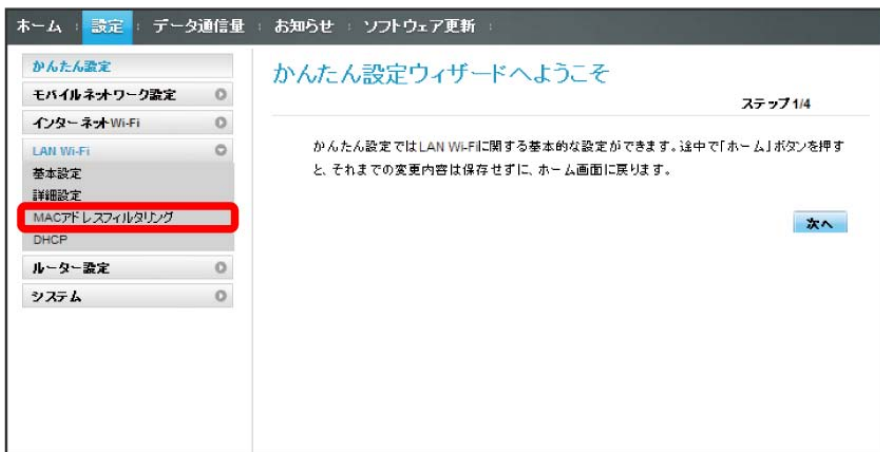 ホーム 設定 データ通信量 お知らせ ソフトウェア更新
かんたん設定
モバイルネットワーク設定
インターネットWi-Fi
LAN Wi-Fi
基本設定
詳細設定
MACアドレスフィルタリング
DHCP
ルーター設定
システム
かんたん設定ウィザードへようこそ
ステップ1/4
かんたん設定ではLAN Wi-Fiに関する基本的な設定ができます。途中で「ホーム」ボタンを押す
と、それまでの変更内容は保存せずに、ホーム画面に戻ります。
次へ